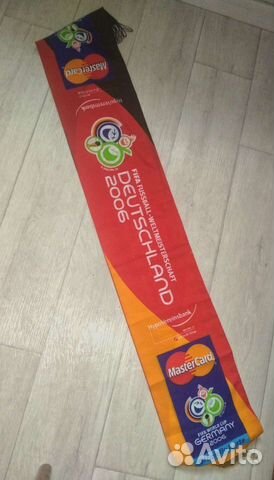 MasterCard
HypoVereinsbank
FIFA FUSSBALL-WELTMEISTERSCHAFT
DEUTSCHLAND
2006
HypoVereinsbank
MasterCard
FIFA WORLD CUP
GERMANY
2006
Avito